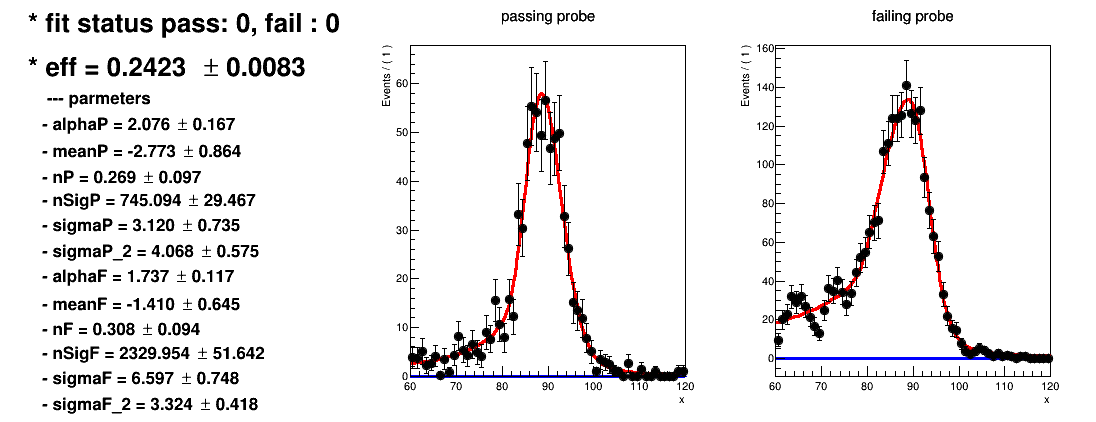 * fit status pass: 0, fail : 0
* eff = 0.2423 ± 0.0083
--- parmeters
- alphaP = 2.076 ± 0.167
- meanP = -2.773 ± 0.864
- nP = 0.269 ± 0.097
- nSigP = 745.094 ± 29.467
- sigmaP = 3.120 ± 0.735
- sigmaP_2 = 4.068 ± 0.575
- alphaF = 1.737 ± 0.117
- meanF = -1.410 ± 0.645
- nF = 0.308 ± 0.094
- nSigF = 2329.954 ± 51.642
- sigmaF = 6.597 ± 0.748
- sigmaF_2 = 3.324 ± 0.418
passing probe
Events / ( 1 )
60
50
40
30
20
10
0
60 70 80 90 100 110 120
x
failing probe
Events / ( 1 )
160
140
120
100
80
60
40
20
0
60 70 80 90 100 110 120
x